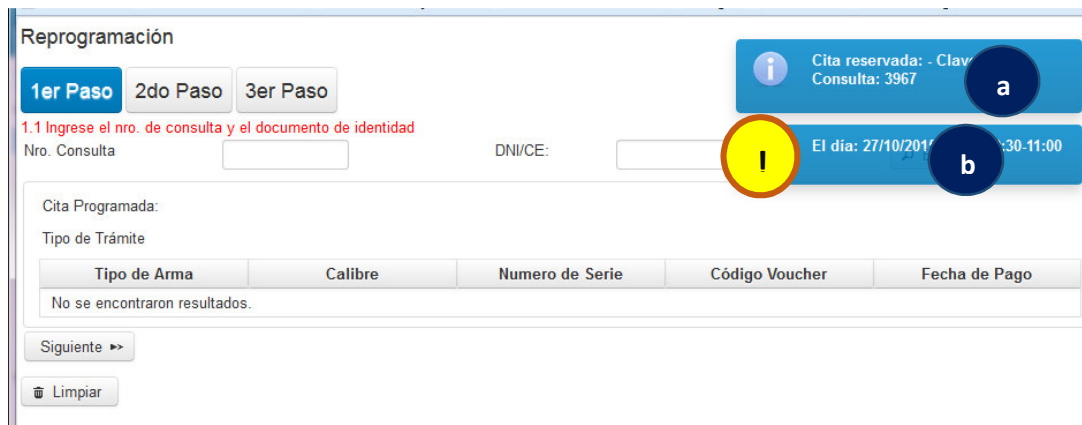 Reprogramación
1er Paso 2do Paso 3er Paso
Cita reservada: - Clave
Consulta: 3967
a
1.1 Ingrese el nro. de consulta y el documento de identidad
Nro. Consulta DNI/CE:
! El día: 27/10/2015 :30-11:00
b
Cita Programada:
Tipo de Trámite
Tipo de Arma Calibre Numero de Serie Código Voucher Fecha de Pago
No se encontraron resultados.
Siguiente
Limpiar